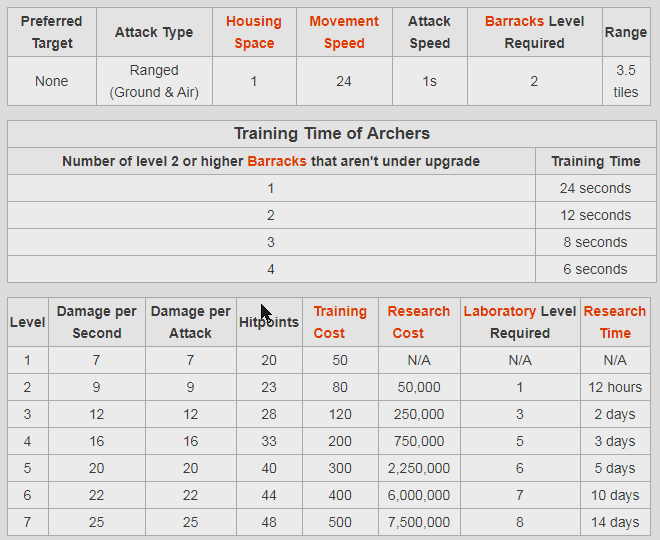 Preferred Target Attack Type Housing Space Movement Speed Attack Speed Barracks Level Required Range
None Ranged (Ground & Air) 1 24 1s 2 3.5 tiles
Training Time of Archers
Number of level 2 or higher Barracks that aren't under upgrade Training Time
1 24 seconds
2 12 seconds
3 8 seconds
4 6 seconds
Level Damage per Second Damage per Attack Hitpoints Training Cost Research Cost Laboratory Level Required Research Time
1 7 7 20 50 N/A N/A N/A
2 9 9 23 80 50,000 1 12 hours
3 12 12 28 120 250,000 3 2 days
4 16 16 33 200 750,000 5 3 days
5 20 20 40 300 2,250,000 6 5 days
6 22 22 44 400 6,000,000 7 10 days
7 25 25 48 500 7,500,000 8 14 days